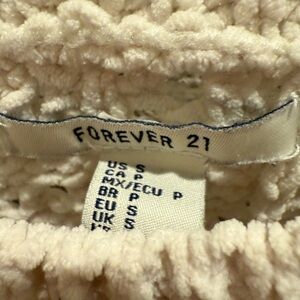 FOREVER 21
US S
CA P
MX/ECU P
BR P
EU S
UK S